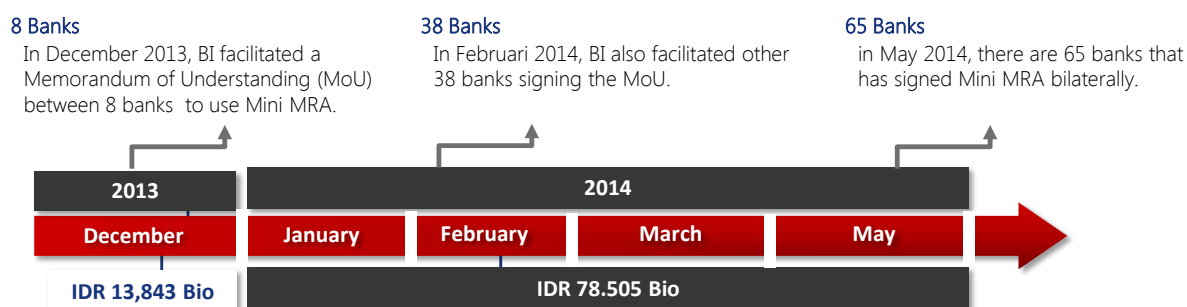 8 Banks
In December 2013, BI facilitated a
Memorandum of Understanding (MoU)
between 8 banks to use Mini MRA.
38 Banks
In Februari 2014, BI also facilitated other
38 banks signing the MoU.
65 Banks
in May 2014, there are 65 banks that
has signed Mini MRA bilaterally.
2013
2014
December
January
February
March
May
IDR 13,843 Bio
IDR 78.505 Bio